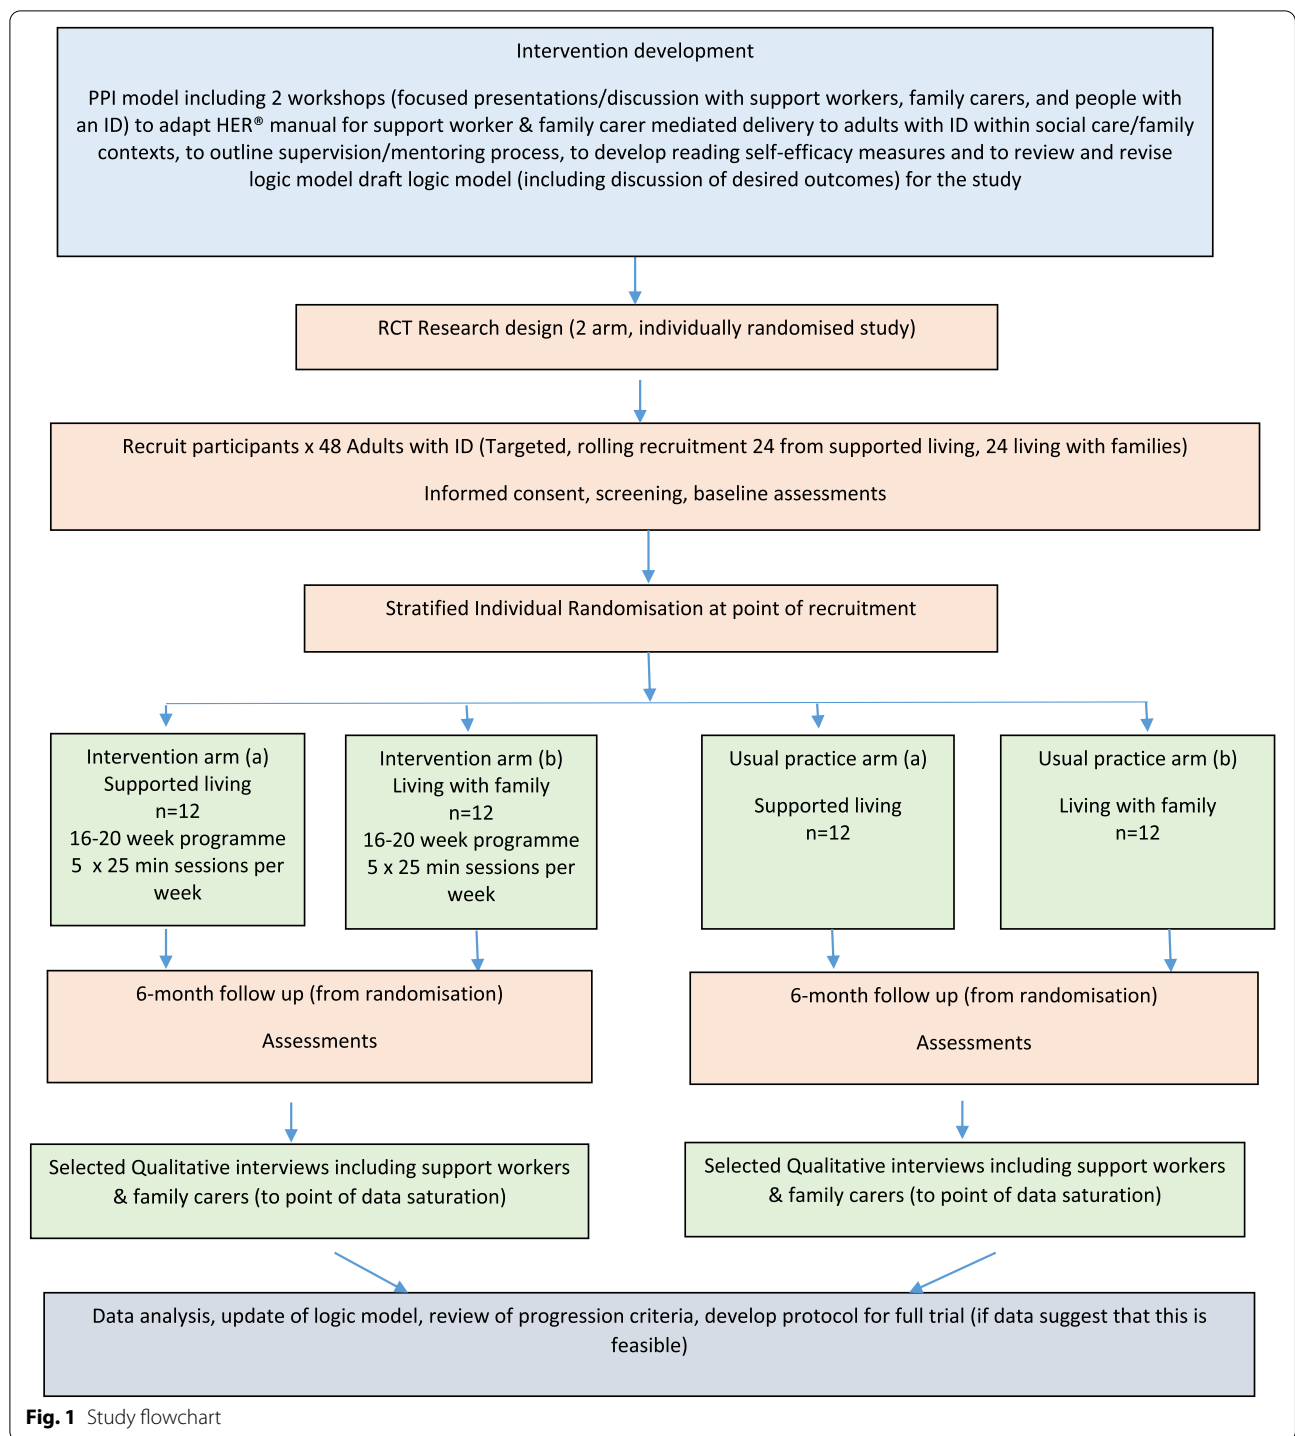 Intervention development
PPI model including 2 workshops (focused presentations/discussion with support workers, family carers, and people with
an ID) to adapt HER® manual for support worker & family carer mediated delivery to adults with ID within social care/family
contexts, to outline supervision/mentoring process, to develop reading self-efficacy measures and to review and revise
logic model draft logic model (including discussion of desired outcomes) for the study
RCT Research design (2 arm, individually randomised study)
Recruit participants x 48 Adults with ID (Targeted, rolling recruitment 24 from supported living, 24 living with families)
Informed consent, screening, baseline assessments
Stratified Individual Randomisation at point of recruitment
Intervention arm (a)
Supported living
n=12
16-20 week programme
5 x 25 min sessions per
week
Intervention arm (b)
Living with family
n=12
16-20 week programme
5 x 25 min sessions per
week
Usual practice arm (a)
Supported living
n=12
Usual practice arm (b)
Living with family
n=12
6-month follow up (from randomisation)
Assessments
6-month follow up (from randomisation)
Assessments
Selected Qualitative interviews including support workers
& family carers (to point of data saturation)
Selected Qualitative interviews including support workers
& family carers (to point of data saturation)
Data analysis, update of logic model, review of progression criteria, develop protocol for full trial (if data suggest that this is
feasible)
Fig. 1 Study flowchart